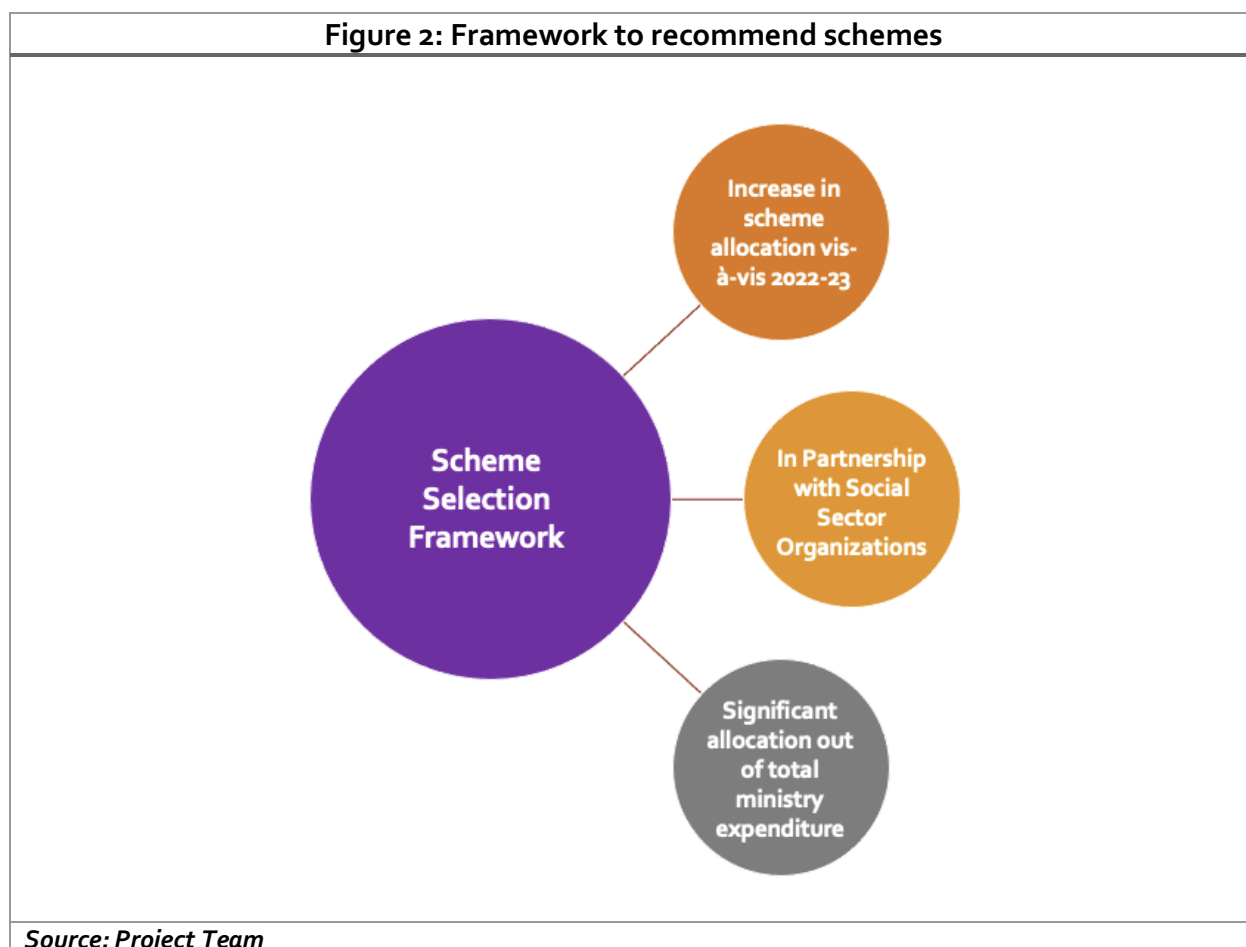 Figure 2: Framework to recommend schemes
Increase in
scheme
allocation vis-
à-vis 2022-23
Scheme
Selection
Framework
In Partnership
with Social
Sector
Organizations
Significant
allocation out
of total
ministry
expenditure
Source: Project Team